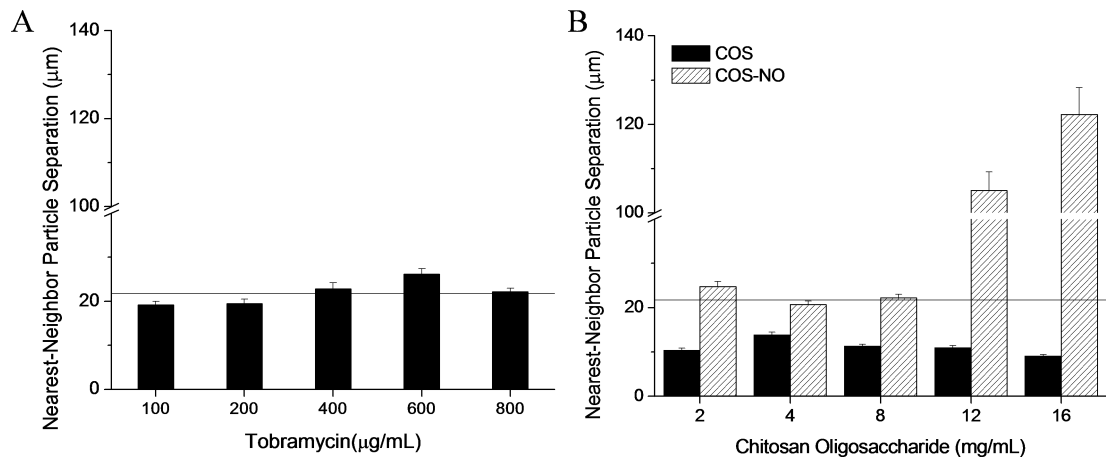 A
Nearest-Neighbor Particle Separation (μm)
140
120
100
20
0
100 200 400 600 800
Tobramycin(μg/mL)
B
Nearest-Neighbor Particle Separation (μm)
140
120
100
20
0
COS
COS-NO
2 4 8 12 16
Chitosan Oligosaccharide (mg/mL)